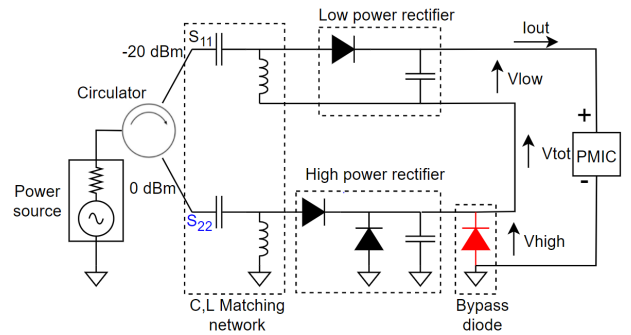 Low power rectifier
S11
-20 dBm
Iout
Circulator
Vlow
+
Vtot
PMIC
-
High power rectifier
Power
source
0 dBm
S22
Vhigh
C,L Matching
network
Bypass
diode